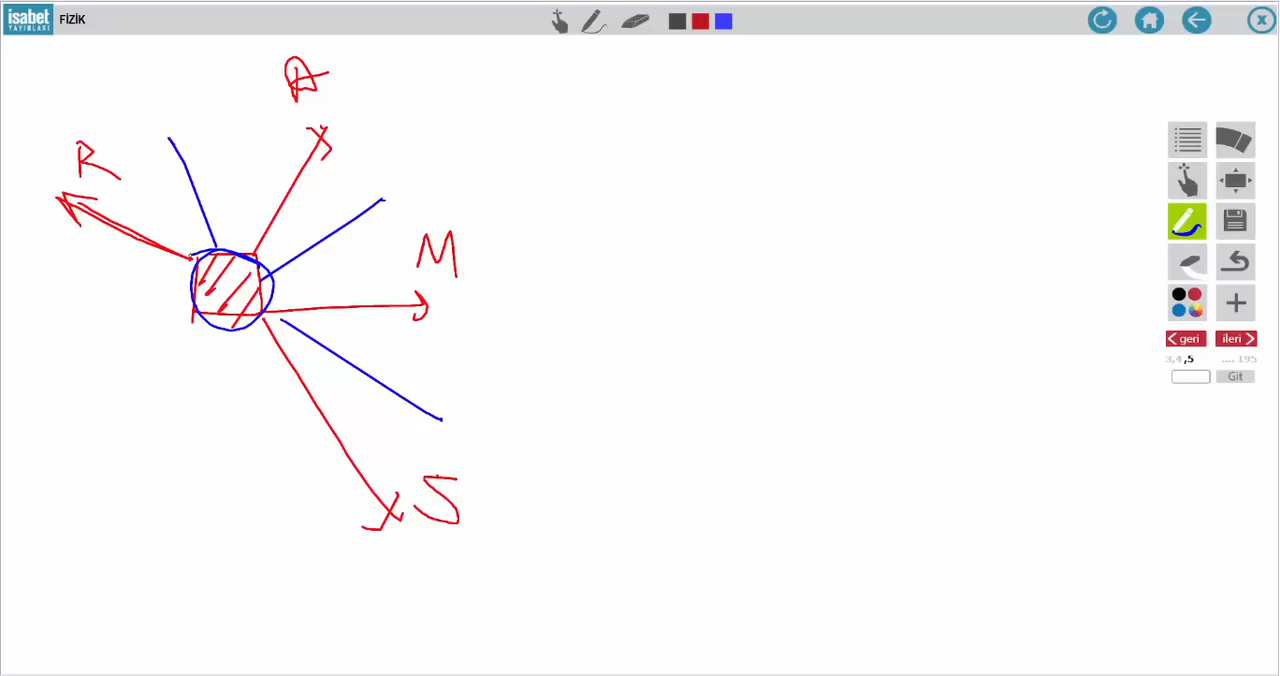 isabet
YAYINLARI
FİZİK
A
R
M
S
geri
ileri
3,4,5
.... 195
Git